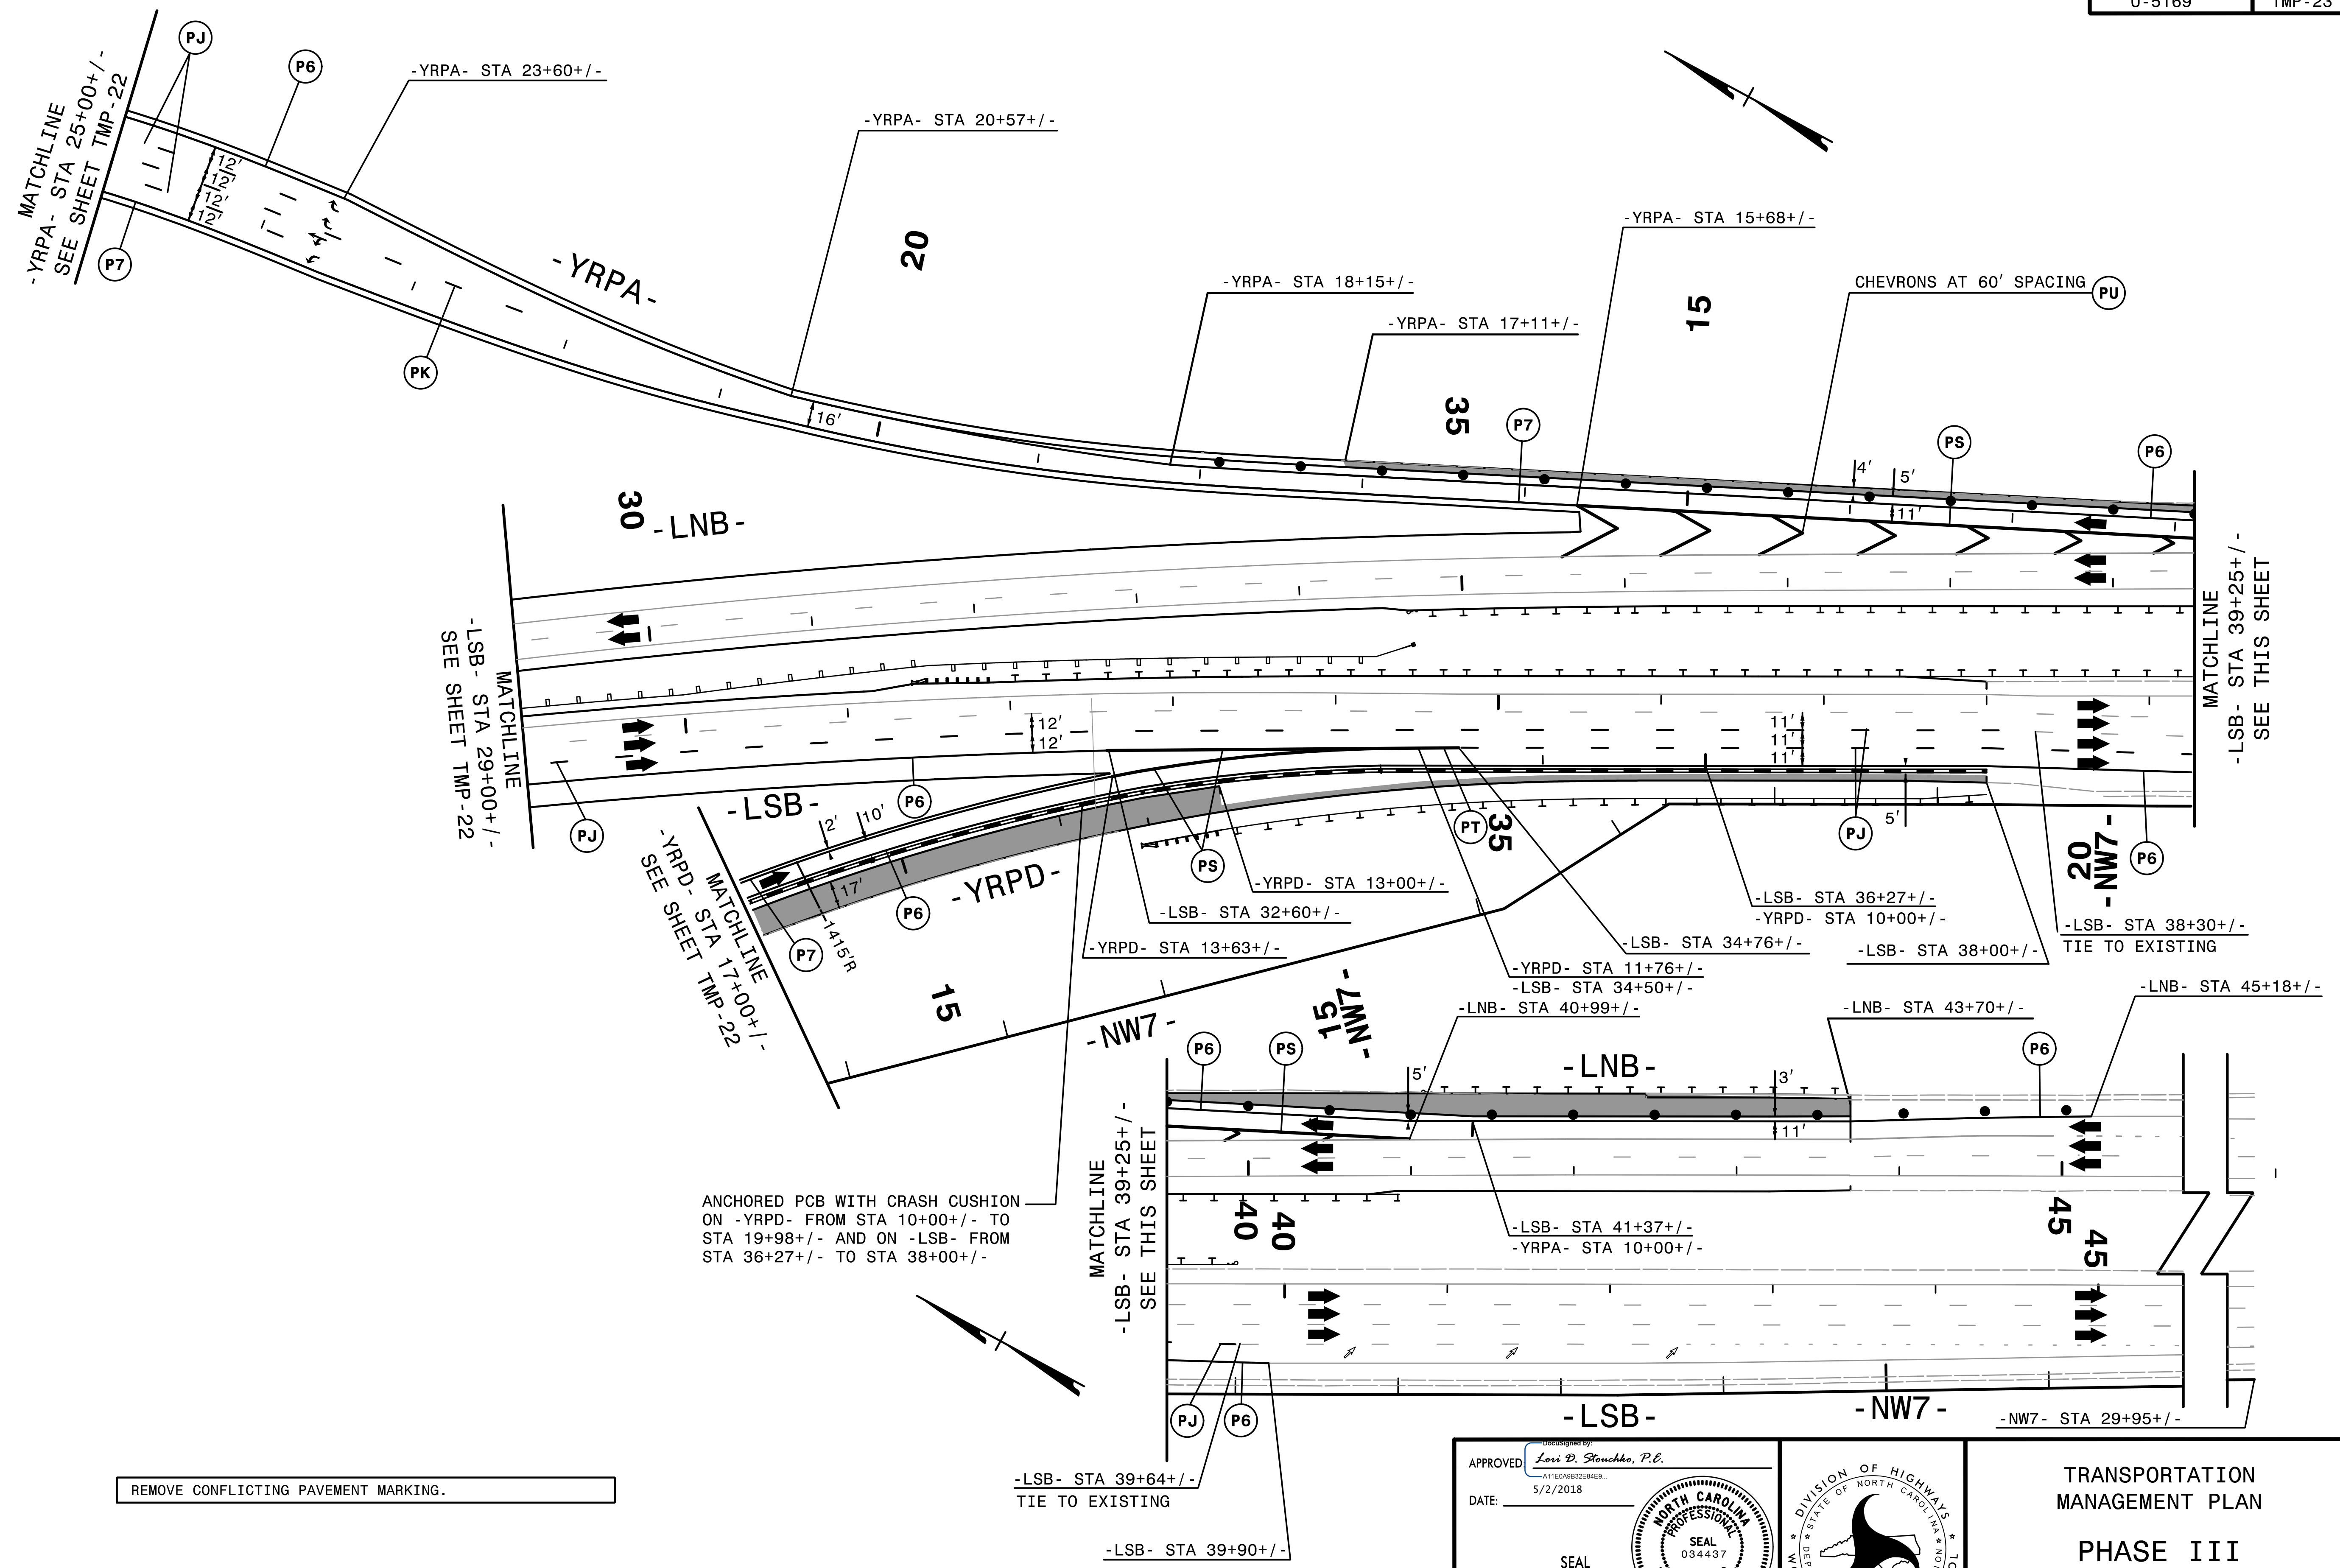 U-5169
TMP-23
MATCHLINE
-YRPA- STA 25+00+/-
SEE SHEET TMP-22
PJ
P6
-YRPA- STA 23+60+/-
-YRPA- STA 20+57+/-
12'
12'
12'
12'
P7
-YRPA-
20
PK
16'
-YRPA- STA 18+15+/-
-YRPA- STA 17+11+/-
-YRPA- STA 15+68+/-
15
CHEVRONS AT 60' SPACING
PU
35
P7
PS
P6
4'
5'
11'
30
-LNB-
MATCHLINE
-LSB- STA 39+25+/-
SEE THIS SHEET
MATCHLINE
-LSB- STA 29+00+/-
SEE SHEET TMP-22
12'
12'
11'
11'
11'
PJ
-LSB-
P6
2'
10'
17'
1415'R
P7
P6
-YRPD-
PS
PT
35
PJ
5'
20
-NW7-
P6
MATCHLINE
-YRPD- STA 17+00+/-
SEE SHEET TMP-22
-YRPD- STA 13+00+/-
-LSB- STA 32+60+/-
-YRPD- STA 13+63+/-
-LSB- STA 36+27+/-
-YRPD- STA 10+00+/-
-LSB- STA 34+76+/-
-LSB- STA 38+00+/-
-LSB- STA 38+30+/-
TIE TO EXISTING
-YRPD- STA 11+76+/-
-LSB- STA 34+50+/-
15
-NW7-
15
-NW7-
-LNB- STA 40+99+/-
-LNB- STA 43+70+/-
-LNB- STA 45+18+/-
P6
PS
-LNB-
P6
5'
3'
11'
MATCHLINE
-LSB- STA 39+25+/-
SEE THIS SHEET
40
40
45
45
-LSB- STA 41+37+/-
-YRPA- STA 10+00+/-
ANCHORED PCB WITH CRASH CUSHION
ON -YRPD- FROM STA 10+00+/- TO
STA 19+98+/- AND ON -LSB- FROM
STA 36+27+/- TO STA 38+00+/-
PJ
P6
-LSB-
-NW7-
-NW7- STA 29+95+/-
-LSB- STA 39+64+/-
TIE TO EXISTING
-LSB- STA 39+90+/-
REMOVE CONFLICTING PAVEMENT MARKING.
APPROVED:
DocuSigned by:
Lori D. Stouchko, P.E.
A11E0A9B32E84E9...
5/2/2018
DATE:
SEAL
NORTH CAROLINA
PROFESSIONAL
SEAL
034437
DIVISION OF HIGHWAYS
STATE OF NORTH CAROLINA
TRANSPORTATION
MANAGEMENT PLAN
PHASE III